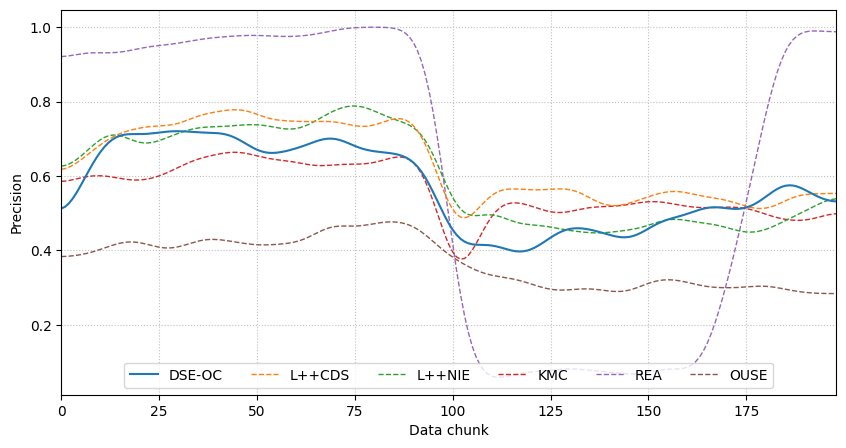 1.0
0.8
0.6
0.4
0.2
Precision
DSE-OC L++CDS L++NIE KMC REA OUSE
0 25 50 75 100 125 150 175
Data chunk